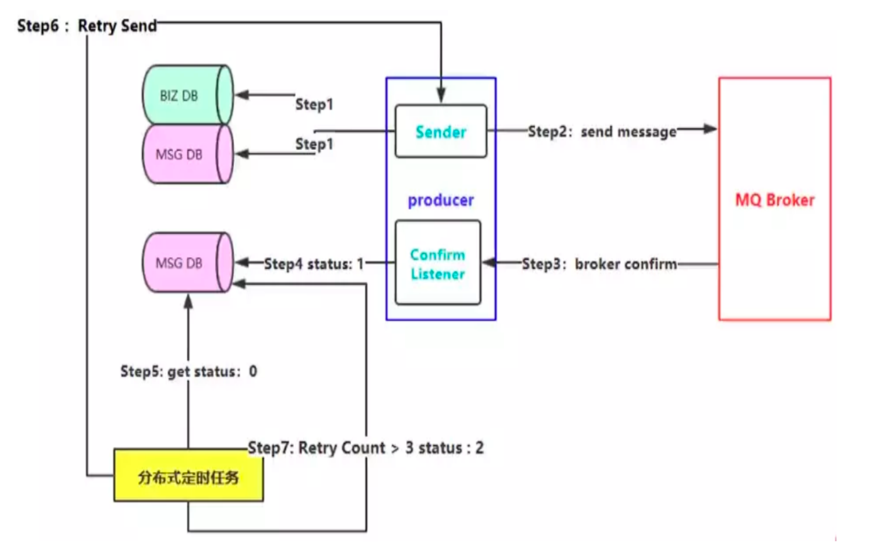 Step6： Retry Send
BIZ DB
Step1
MSG DB
Step1
Sender
Step2：send message
producer
MQ Broker
MSG DB
Step4 status: 1
Confirm
Listener
Step3：broker confirm
Step5: get status：0
Step7: Retry Count > 3 status : 2
分布式定时任务